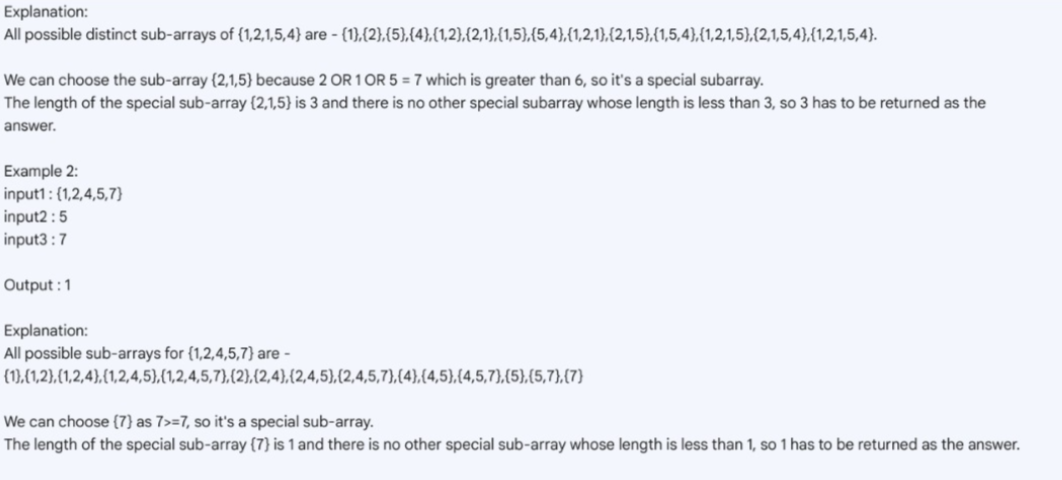 Explanation:
All possible distinct sub-arrays of {1,2,1,5,4} are - {1},{2},{5},{4},{1,2},{2,1},{1,5},{5,4},{1,2,1},{2,1,5},{1,5,4},{1,2,1,5},{2,1,5,4},{1,2,1,5,4}.
We can choose the sub-array {2,1,5} because 2 OR 1 OR 5 = 7 which is greater than 6, so it's a special subarray.
The length of the special sub-array {2,1,5} is 3 and there is no other special subarray whose length is less than 3, so 3 has to be returned as the
answer.
Example 2:
input1 : {1,2,4,5,7}
input2 : 5
input3 : 7
Output : 1
Explanation:
All possible sub-arrays for {1,2,4,5,7} are -
{1},{1,2},{1,2,4},{1,2,4,5},{1,2,4,5,7},{2},{2,4},{2,4,5},{2,4,5,7},{4},{4,5},{4,5,7},{5},{5,7},{7}
We can choose {7} as 7>=7, so it's a special sub-array.
The length of the special sub-array {7} is 1 and there is no other special sub-array whose length is less than 1, so 1 has to be returned as the answer.